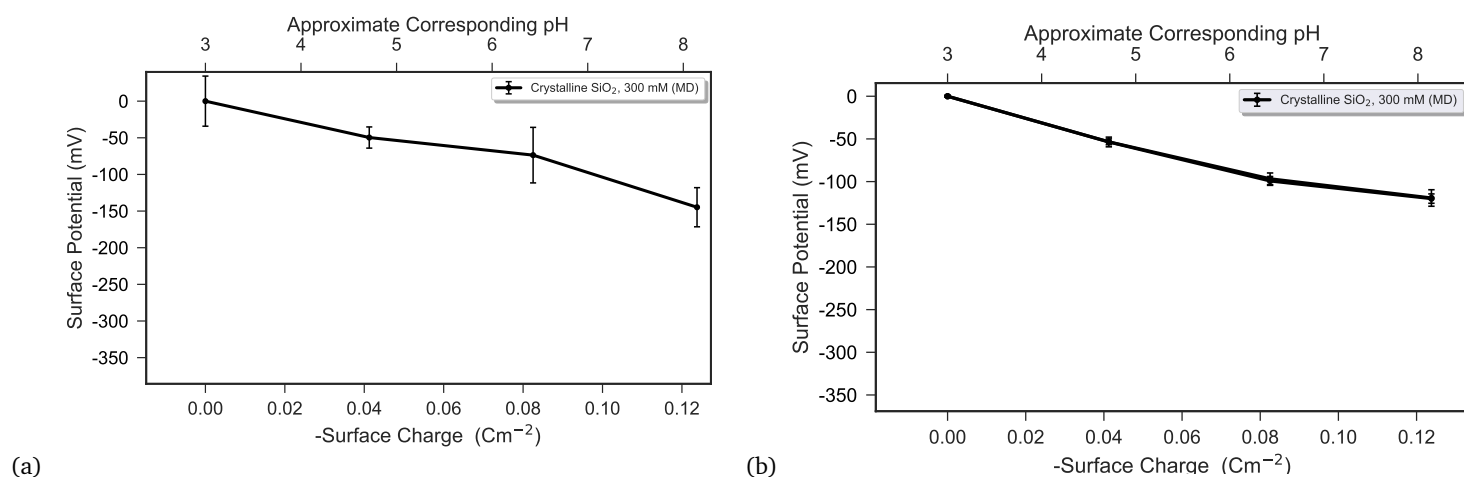 Approximate Corresponding pH
3 4 5 6 7 8
Crystalline SiO₂, 300 mM (MD)
Surface Potential (mV)
0
-50
-100
-150
-200
-250
-300
-350
0.00 0.02 0.04 0.06 0.08 0.10 0.12
-Surface Charge (Cm⁻²)
(a)
Approximate Corresponding pH
3 4 5 6 7 8
Crystalline SiO₂, 300 mM (MD)
Surface Potential (mV)
0
-50
-100
-150
-200
-250
-300
-350
0.00 0.02 0.04 0.06 0.08 0.10 0.12
-Surface Charge (Cm⁻²)
(b)